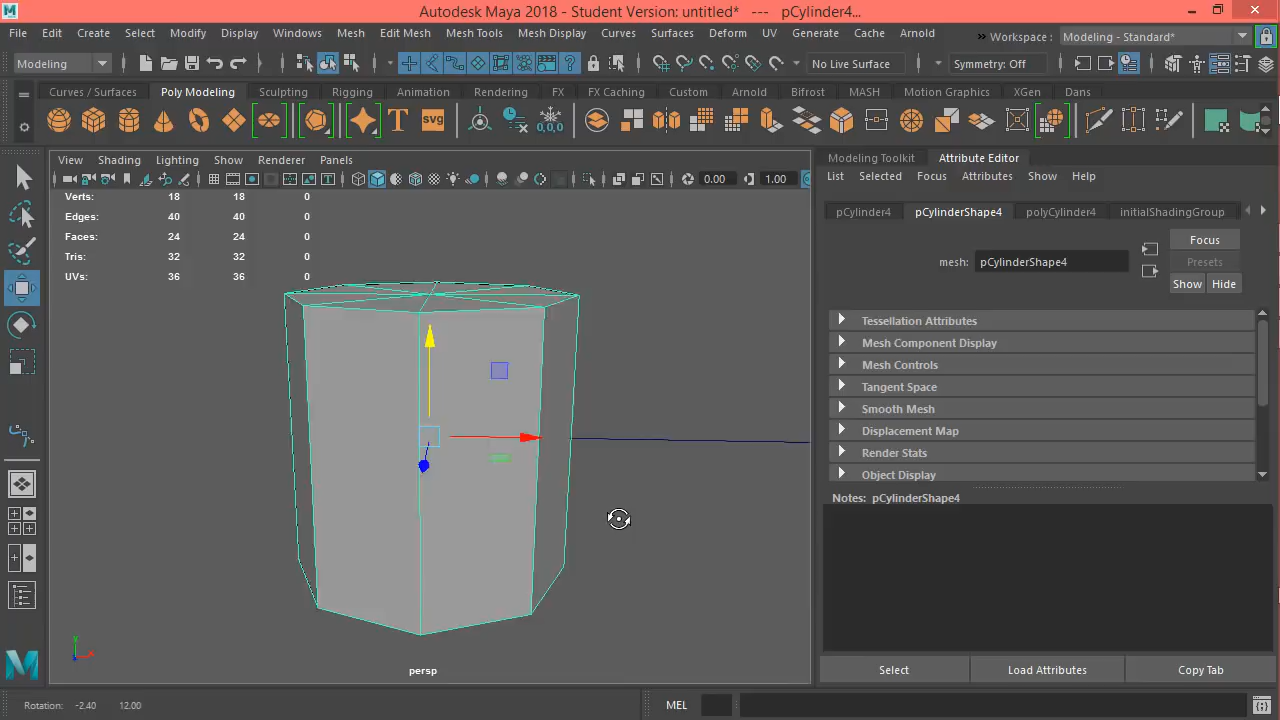 Autodesk Maya 2018 - Student Version: untitled* --- pCylinder4...
File Edit Create Select Modify Display Windows Mesh Edit Mesh Mesh Tools Mesh Display Curves Surfaces Deform UV Generate Cache Arnold
Workspace : Modeling - Standard*
Modeling No Live Surface Symmetry: Off
Curves / Surfaces Poly Modeling Sculpting Rigging Animation Rendering FX FX Caching Custom Arnold Bifrost MASH Motion Graphics XGen Dans
T svg 0,0,0
View Shading Lighting Show Renderer Panels
0.00 1.00
Verts: 18 18 0
Edges: 40 40 0
Faces: 24 24 0
Tris: 32 32 0
UVs: 36 36 0
persp
Modeling Toolkit Attribute Editor
List Selected Focus Attributes Show Help
pCylinder4 pCylinderShape4 polyCylinder4 initialShadingGroup
Focus
mesh: pCylinderShape4 Presets
Show Hide
Tessellation Attributes
Mesh Component Display
Mesh Controls
Tangent Space
Smooth Mesh
Displacement Map
Render Stats
Object Display
Notes: pCylinderShape4
Select Load Attributes Copy Tab
Rotation: -2.40 12.00 MEL